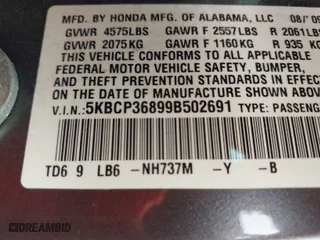 MFD. BY HONDA MFG. OF ALABAMA, LLC 08/'09
GVWR 4575LBS GAWR F 2557LBS R 2061LBS
GVWR 2075KG GAWR F 1160KG R 935 KG
THIS VEHICLE CONFORMS TO ALL APPLICABLE
FEDERAL MOTOR VEHICLE SAFETY, BUMPER,
AND THEFT PREVENTION STANDARDS IN
EFFECT ON THE DATE OF MANUFACTURE
V.I.N.: 5KBCP36899B502691 TYPE: PASSENG
TD6 9 LB6 -NH737M -Y -B
DREAMBID